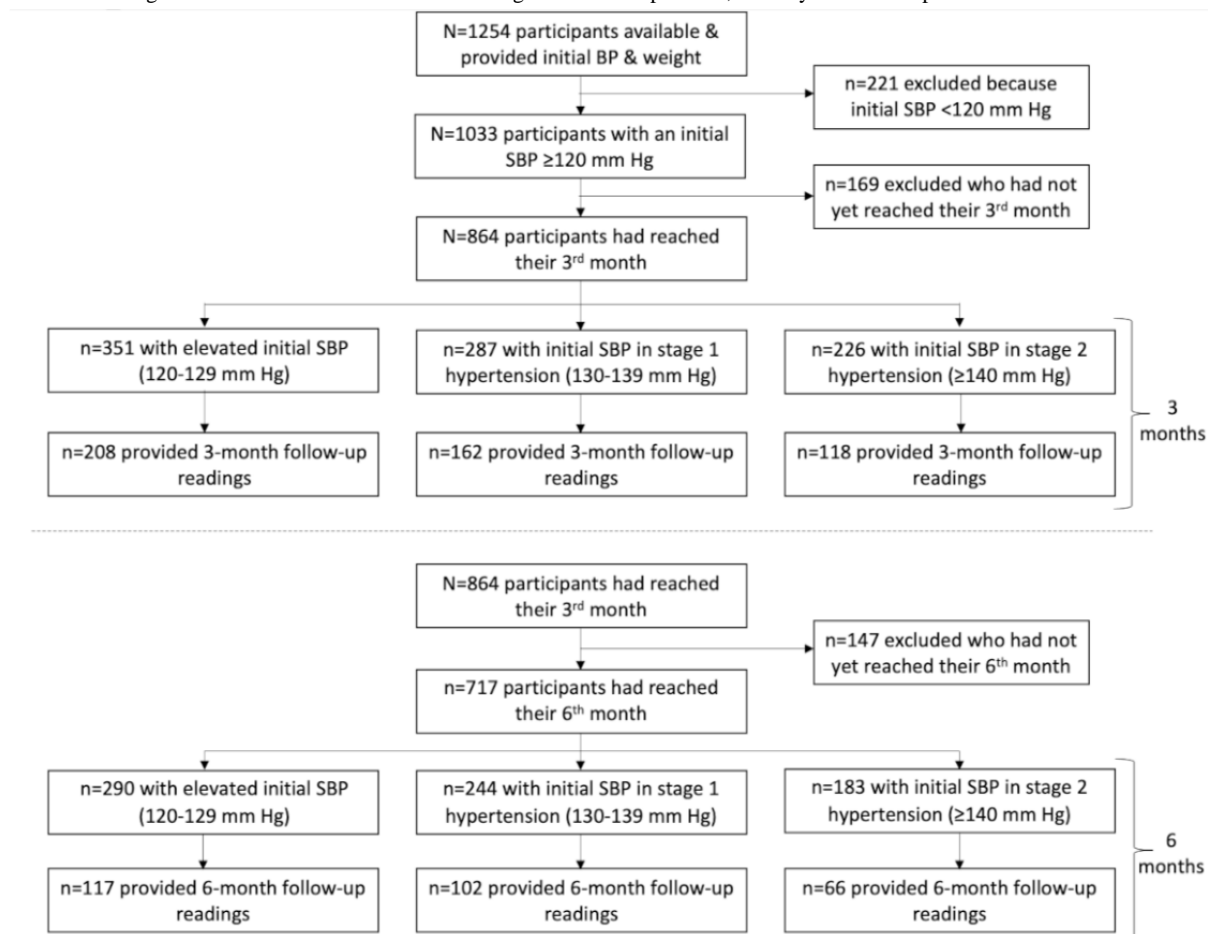 N=1254 participants available &
provided initial BP & weight
n=221 excluded because
initial SBP <120 mm Hg
N=1033 participants with an initial
SBP ≥120 mm Hg
n=169 excluded who had not
yet reached their 3rd month
N=864 participants had reached
their 3rd month
n=351 with elevated initial SBP
(120-129 mm Hg)
n=287 with initial SBP in stage 1
hypertension (130-139 mm Hg)
n=226 with initial SBP in stage 2
hypertension (≥140 mm Hg)
3
months
n=208 provided 3-month follow-up
readings
n=162 provided 3-month follow-up
readings
n=118 provided 3-month follow-up
readings
N=864 participants had reached
their 3rd month
n=147 excluded who had not
yet reached their 6th month
n=717 participants had reached
their 6th month
n=290 with elevated initial SBP
(120-129 mm Hg)
n=244 with initial SBP in stage 1
hypertension (130-139 mm Hg)
n=183 with initial SBP in stage 2
hypertension (≥140 mm Hg)
6
months
n=117 provided 6-month follow-up
readings
n=102 provided 6-month follow-up
readings
n=66 provided 6-month follow-up
readings